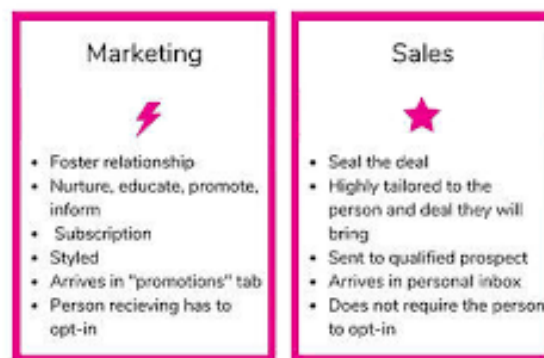 Marketing
• Foster relationship
• Nurture, educate, promote,
inform
• Subscription
• Styled
• Arrives in "promotions" tab
• Person recieving has to
opt-in
Sales
• Seal the deal
• Highly tailored to the
person and deal they will
bring
• Sent to qualified prospect
• Arrives in personal inbox
• Does not require the person
to opt-in